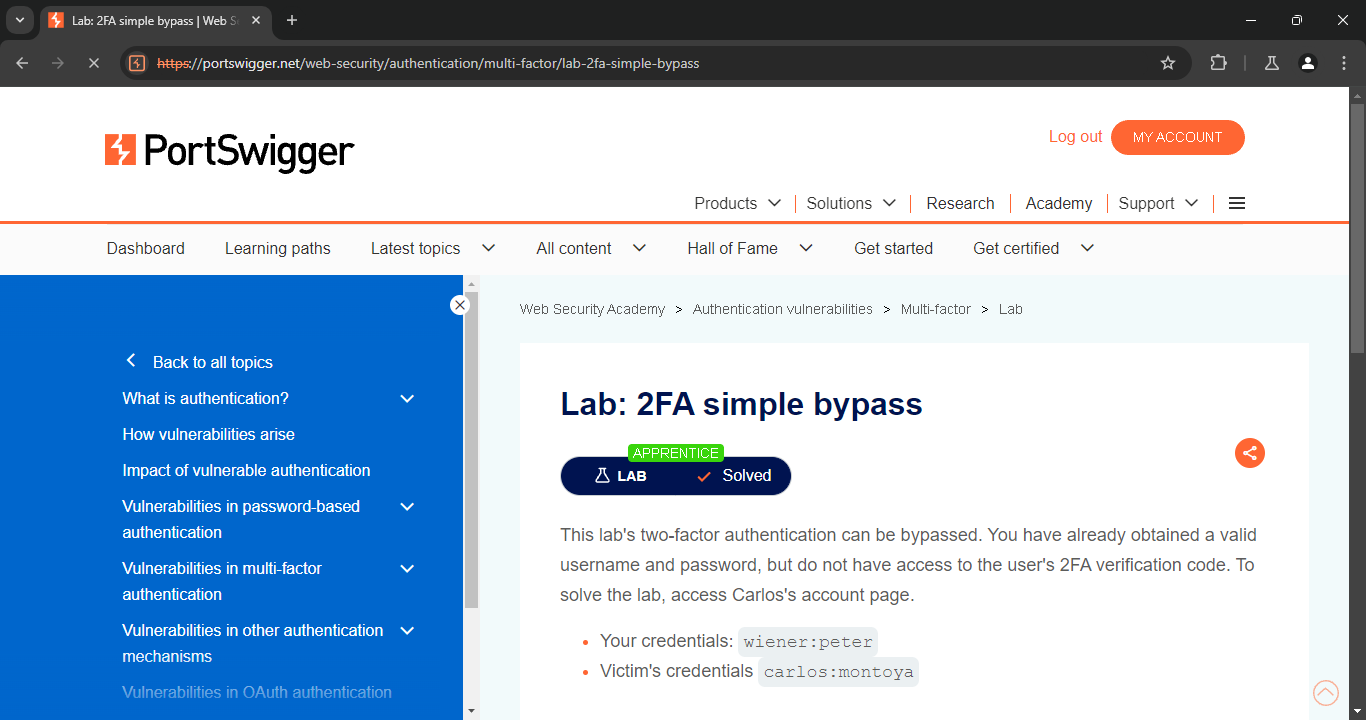 Lab: 2FA simple bypass | Web S
https://portswigger.net/web-security/authentication/multi-factor/lab-2fa-simple-bypass
PortSwigger
Log out
MY ACCOUNT
Products
Solutions
Research
Academy
Support
Dashboard
Learning paths
Latest topics
All content
Hall of Fame
Get started
Get certified
Back to all topics
What is authentication?
How vulnerabilities arise
Impact of vulnerable authentication
Vulnerabilities in password-based
authentication
Vulnerabilities in multi-factor
authentication
Vulnerabilities in other authentication
mechanisms
Vulnerabilities in OAuth authentication
Web Security Academy > Authentication vulnerabilities > Multi-factor > Lab
Lab: 2FA simple bypass
APPRENTICE
LAB
Solved
This lab's two-factor authentication can be bypassed. You have already obtained a valid
username and password, but do not have access to the user's 2FA verification code. To
solve the lab, access Carlos's account page.
• Your credentials: wiener:peter
• Victim's credentials carlos:montoya